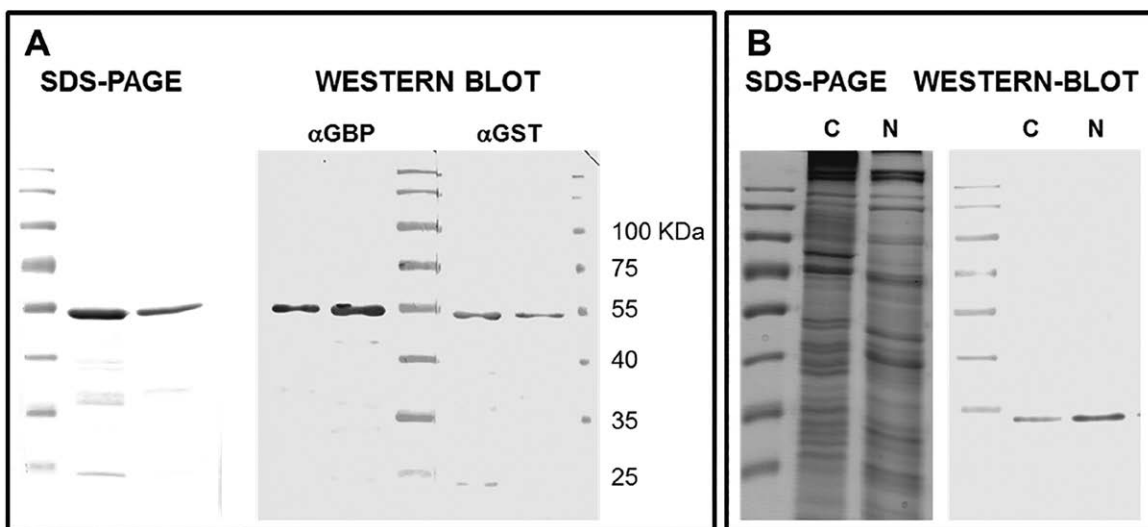 A
SDS-PAGE WESTERN BLOT
αGBP αGST
100 KDa
75
55
40
35
25
B
SDS-PAGE WESTERN-BLOT
C N C N